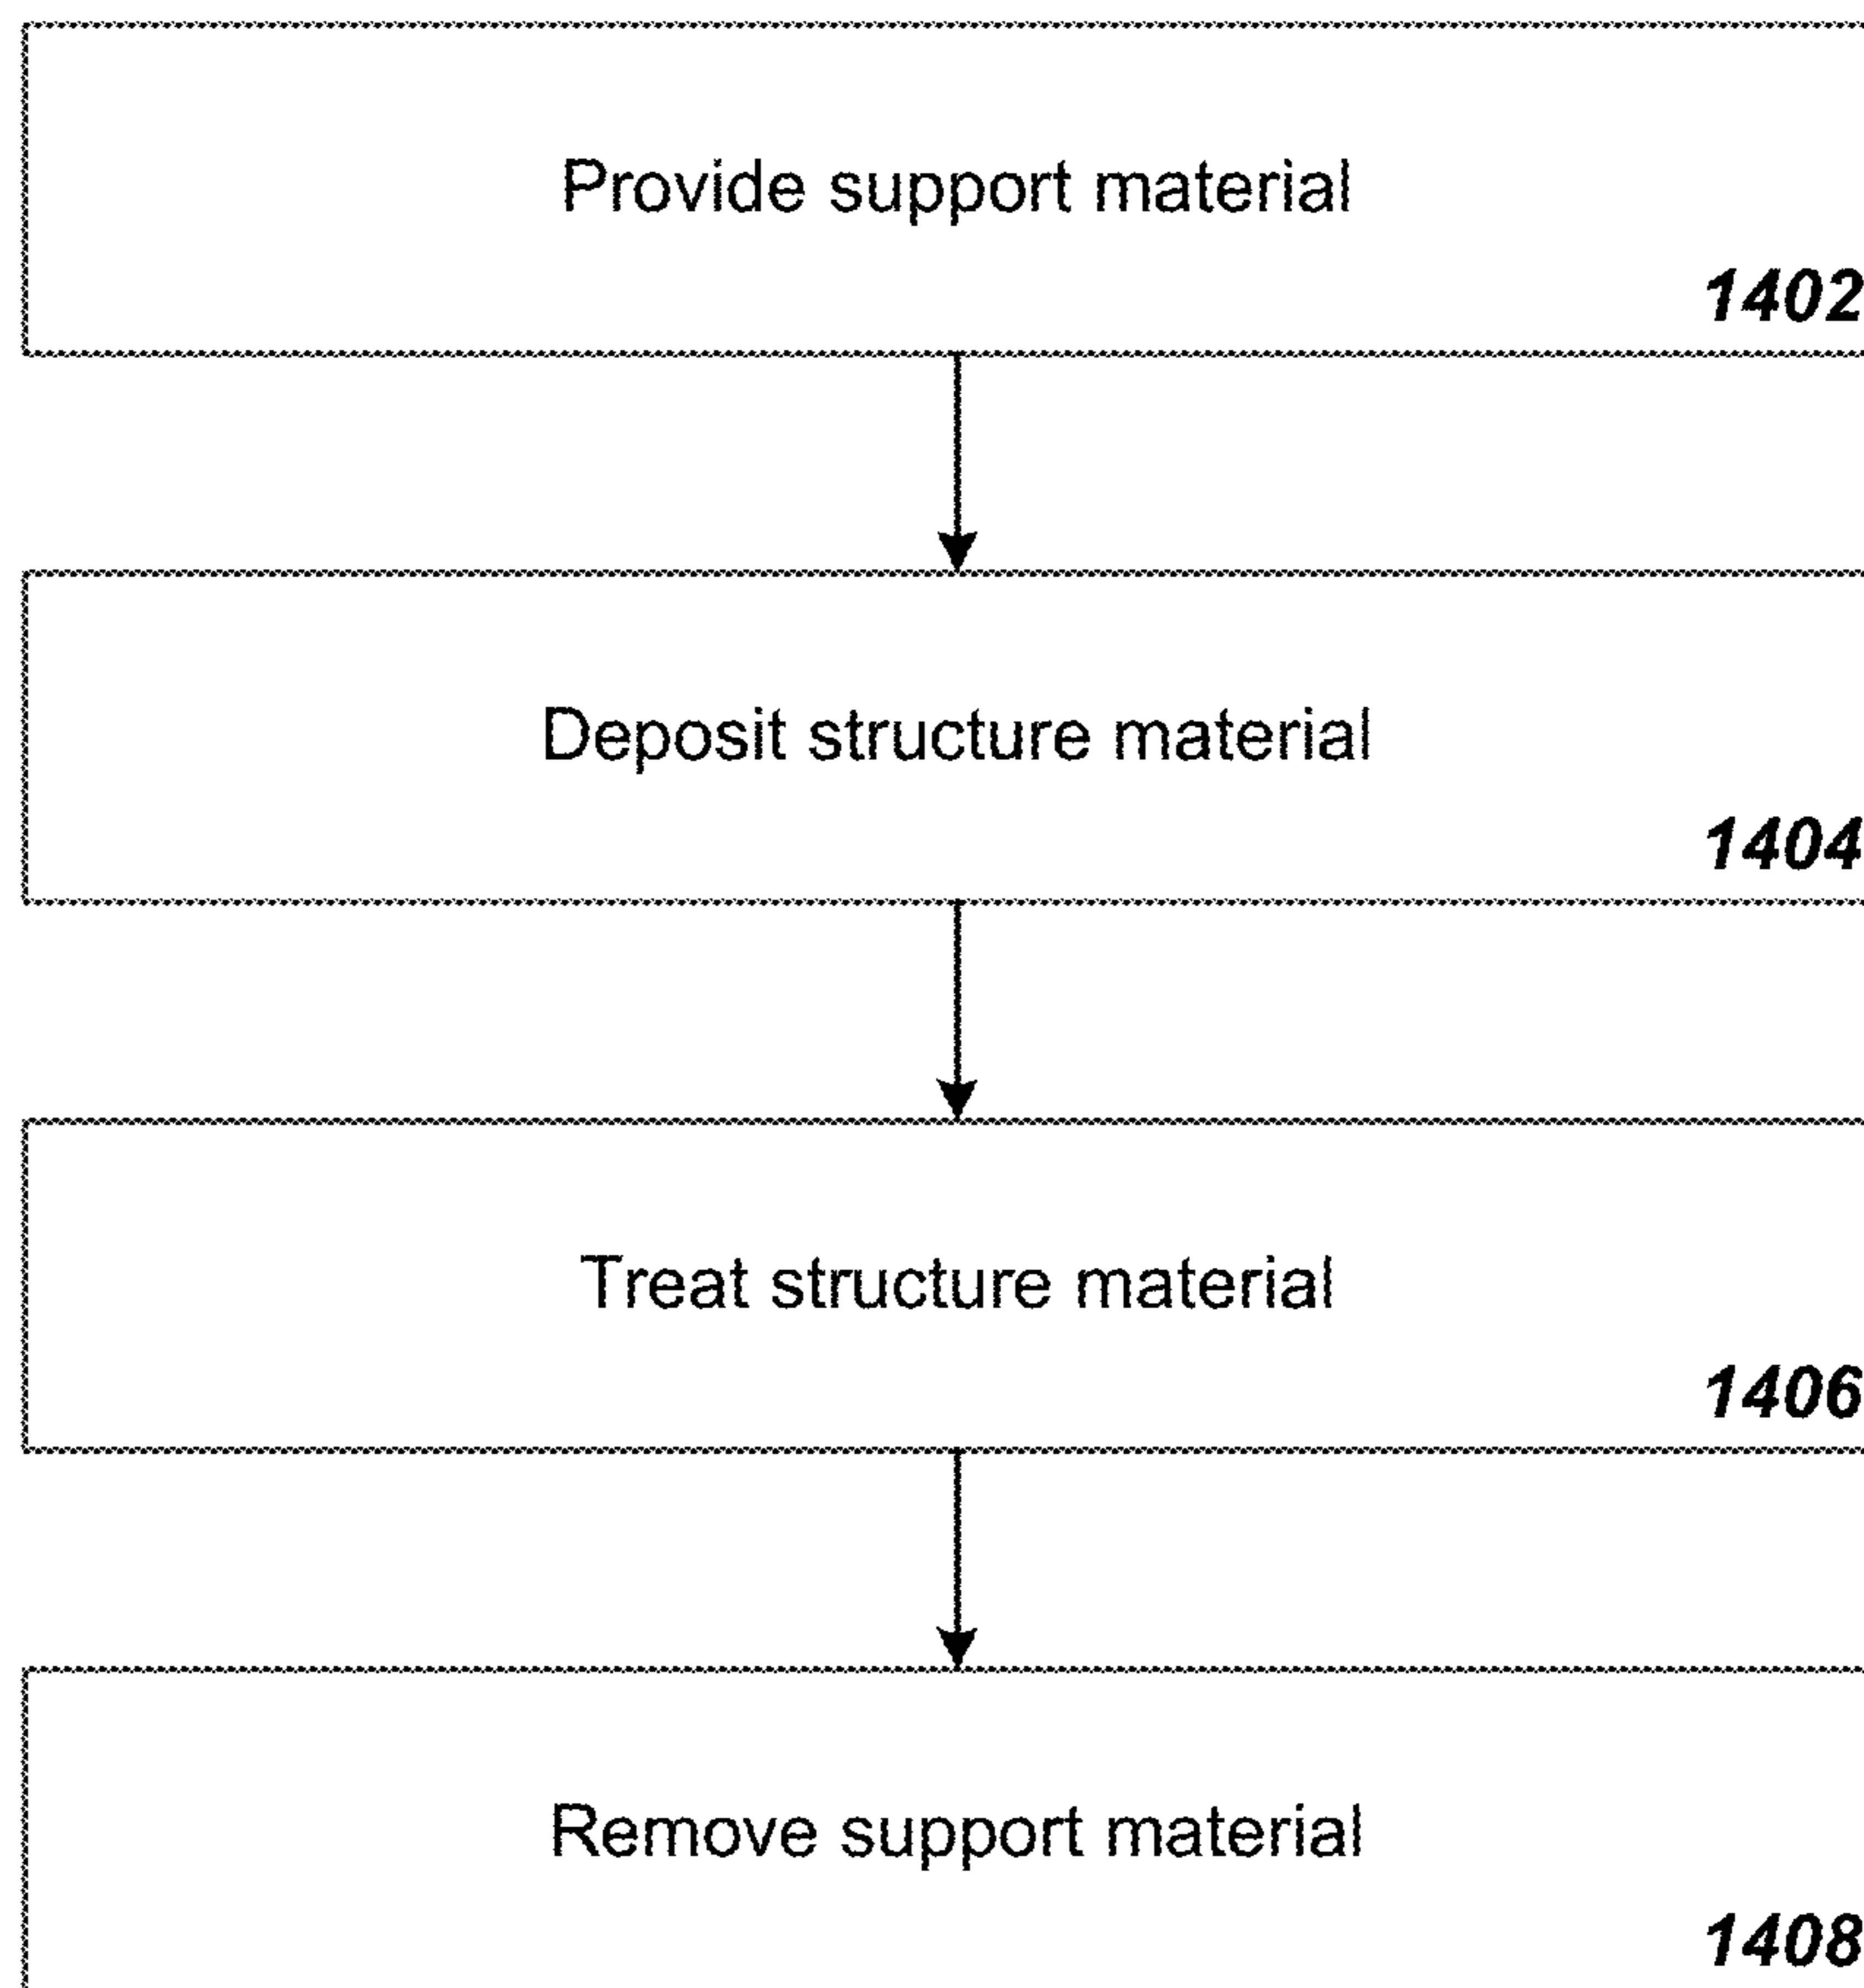 Provide support material
1402
Deposit structure material
1404
Treat structure material
1406
Remove support material
1408